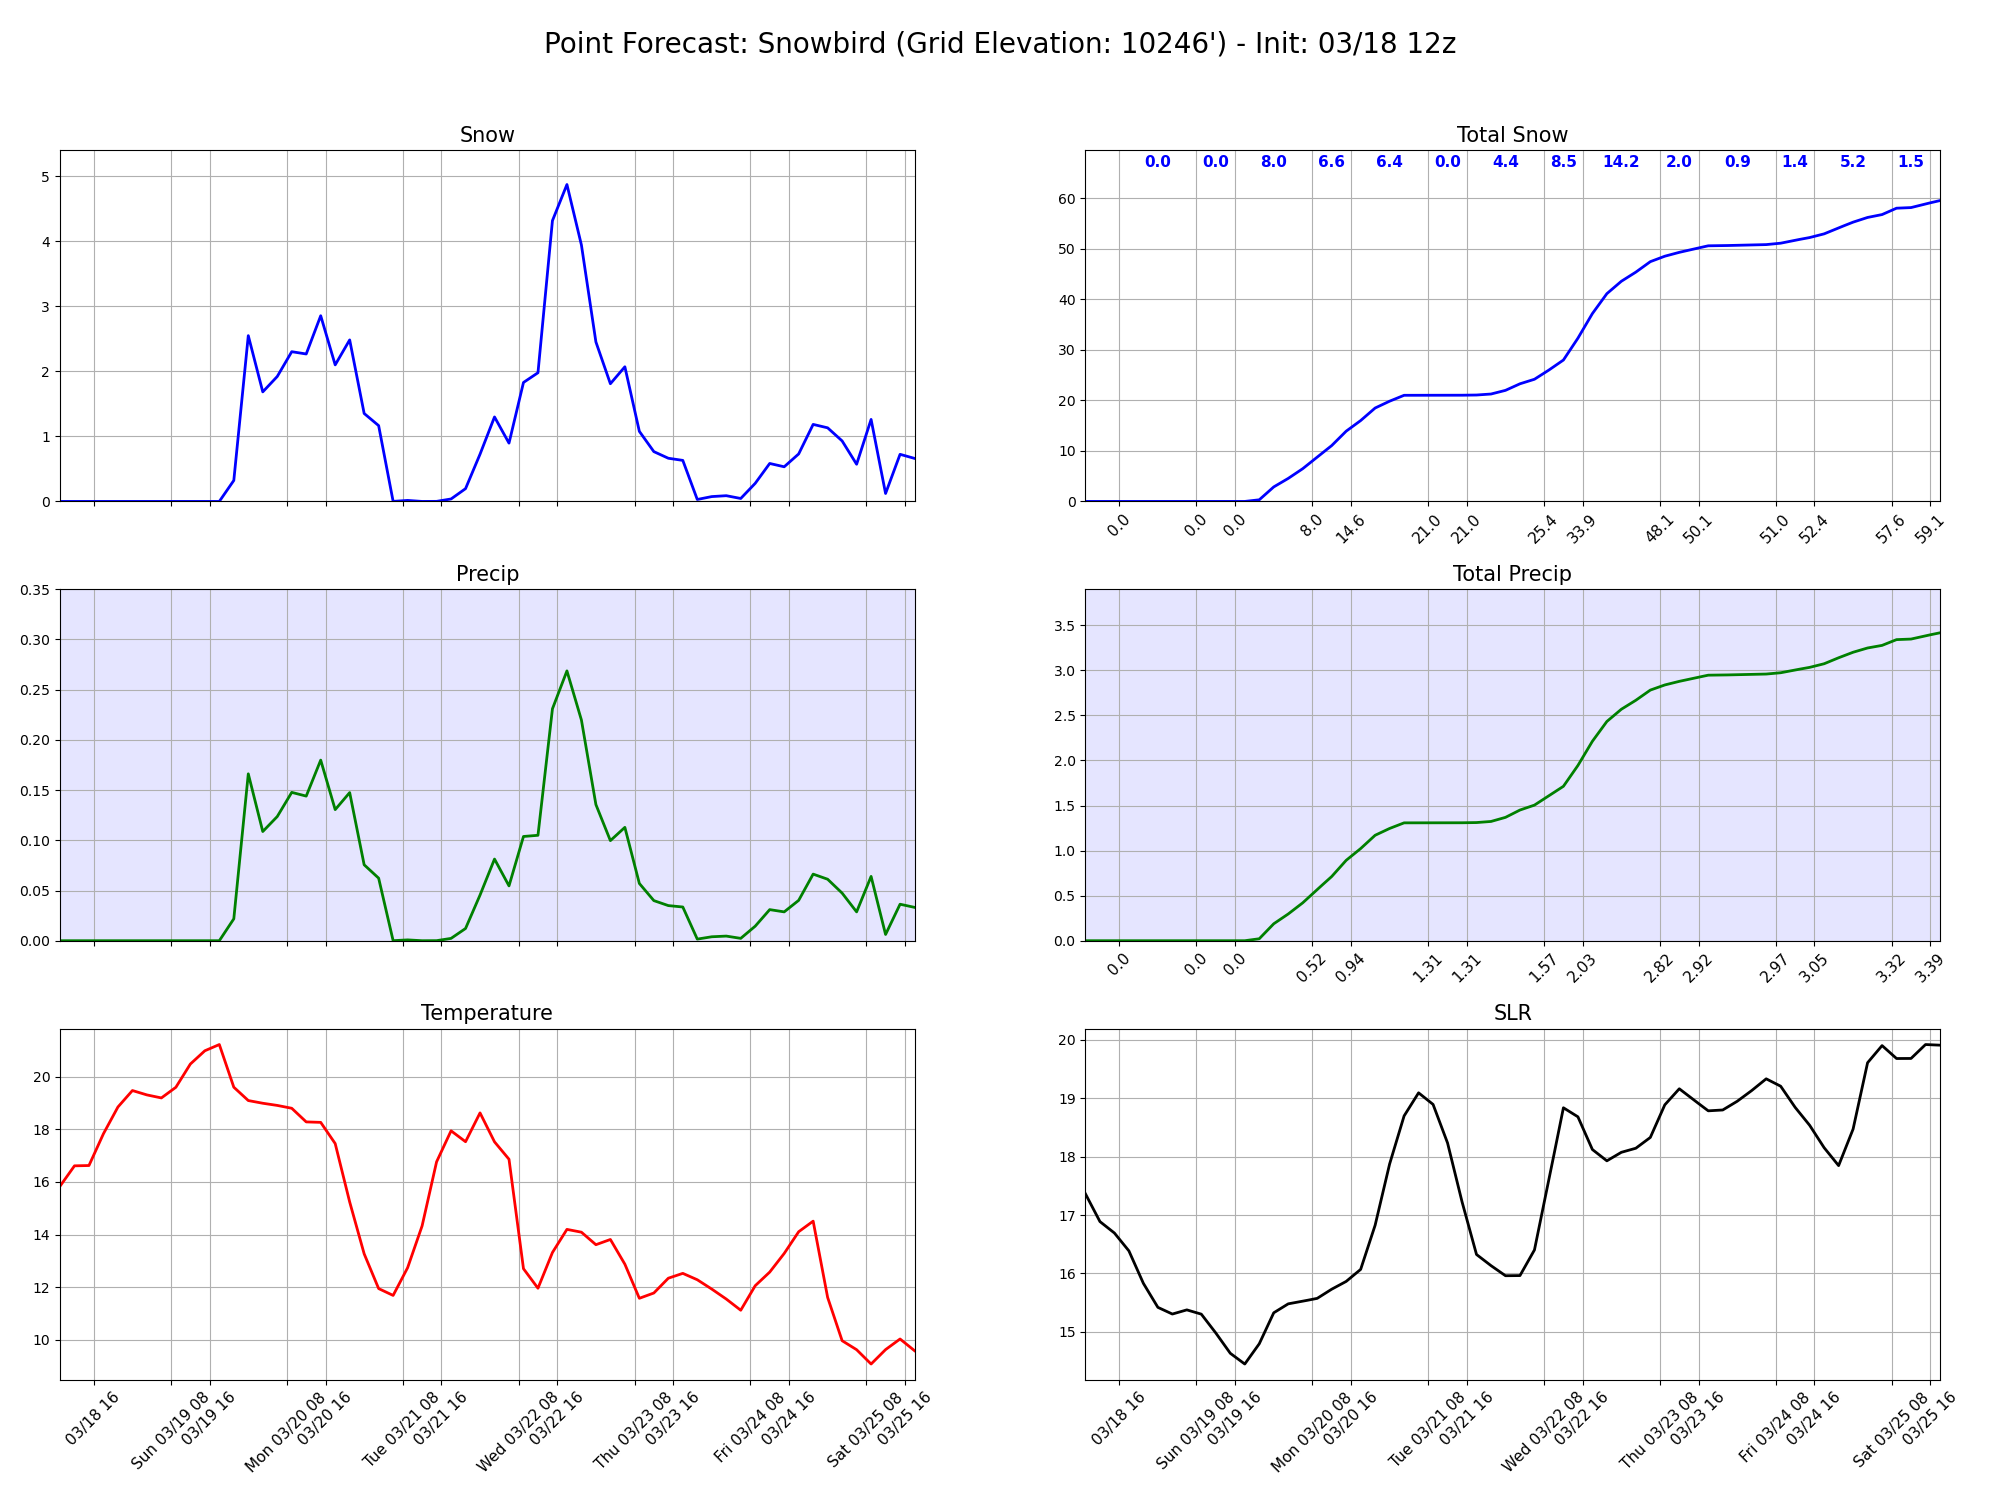 Point Forecast: Snowbird (Grid Elevation: 10246') - Init: 03/18 12z
Snow
5
4
3
2
1
0
Total Snow
0.0 0.0 8.0 6.6 6.4 0.0 4.4 8.5 14.2 2.0 0.9 1.4 5.2 1.5
60
50
40
30
20
10
0
0.0 0.0 0.0 8.0 14.6 21.0 21.0 25.4 33.9 48.1 50.1 51.0 52.4 57.6 59.1
Precip
0.35
0.30
0.25
0.20
0.15
0.10
0.05
0.00
Total Precip
3.5
3.0
2.5
2.0
1.5
1.0
0.5
0.0
0.0 0.0 0.0 0.52 0.94 1.31 1.31 1.57 2.03 2.82 2.92 2.97 3.05 3.32 3.39
Temperature
20
18
16
14
12
10
03/18 16
Sun 03/19 08
03/19 16
Mon 03/20 08
03/20 16
Tue 03/21 08
03/21 16
Wed 03/22 08
03/22 16
Thu 03/23 08
03/23 16
Fri 03/24 08
03/24 16
Sat 03/25 08
03/25 16
SLR
20
19
18
17
16
15
03/18 16
Sun 03/19 08
03/19 16
Mon 03/20 08
03/20 16
Tue 03/21 08
03/21 16
Wed 03/22 08
03/22 16
Thu 03/23 08
03/23 16
Fri 03/24 08
03/24 16
Sat 03/25 08
03/25 16